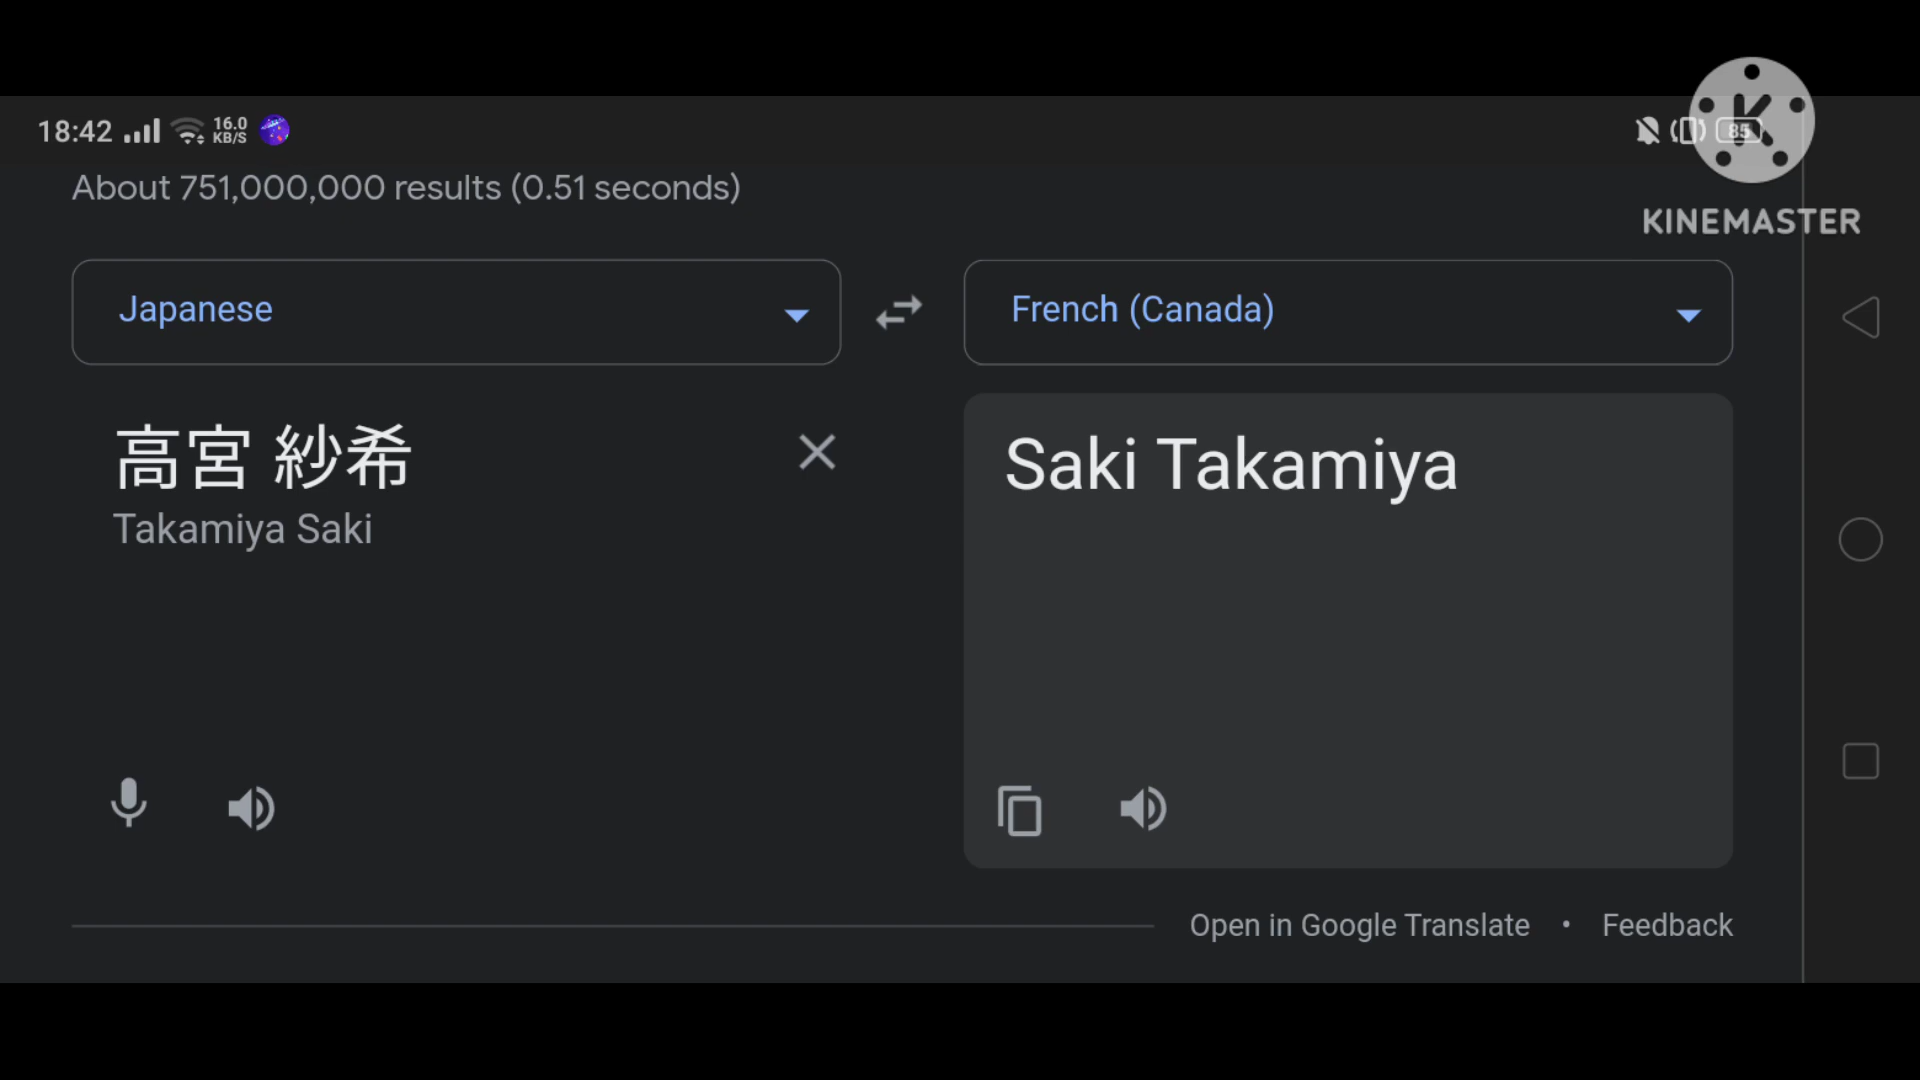 18:42 16.0 KB/S 85
About 751,000,000 results (0.51 seconds)
KINEMASTER
Japanese
French (Canada)
高宮 紗希
Takamiya Saki
Saki Takamiya
Open in Google Translate • Feedback